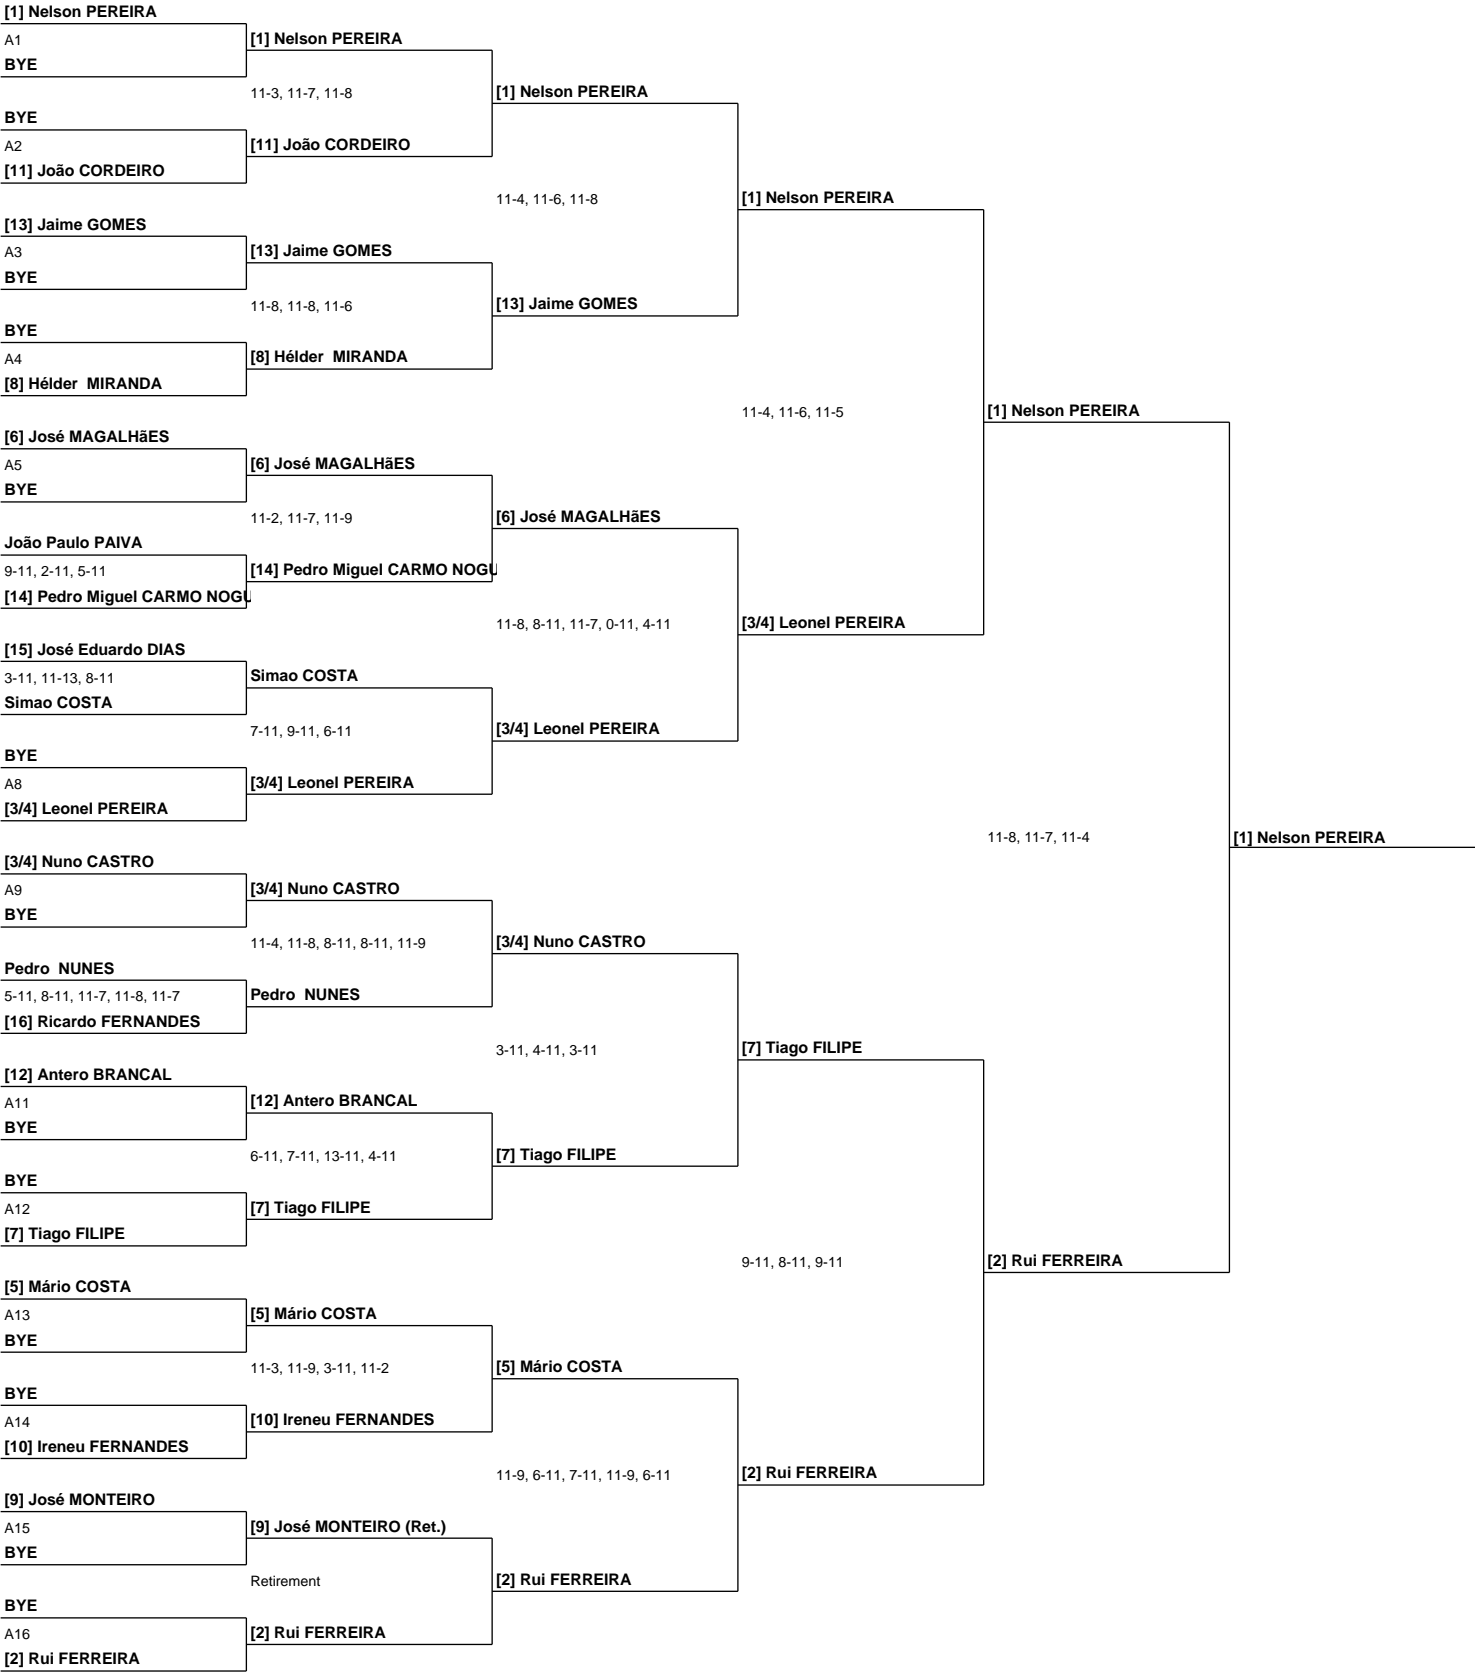 [1] Nelson PEREIRA
A1
BYE
BYE
A2
[11] João CORDEIRO
[13] Jaime GOMES
A3
BYE
BYE
A4
[8] Hélder  MIRANDA
[6] José MAGALHãES
A5
BYE
João Paulo PAIVA
9-11, 2-11, 5-11
[14] Pedro Miguel CARMO NOGU
[15] José Eduardo DIAS
3-11, 11-13, 8-11
Simao COSTA
BYE
A8
[3/4] Leonel PEREIRA
[3/4] Nuno CASTRO
A9
BYE
Pedro  NUNES
5-11, 8-11, 11-7, 11-8, 11-7
[16] Ricardo FERNANDES
[12] Antero BRANCAL
A11
BYE
BYE
A12
[7] Tiago FILIPE
[5] Mário COSTA
A13
BYE
BYE
A14
[10] Ireneu FERNANDES
[9] José MONTEIRO
A15
BYE
BYE
A16
[2] Rui FERREIRA
[1] Nelson PEREIRA
11-3, 11-7, 11-8
[11] João CORDEIRO
[13] Jaime GOMES
11-8, 11-8, 11-6
[8] Hélder  MIRANDA
[6] José MAGALHãES
11-2, 11-7, 11-9
[14] Pedro Miguel CARMO NOGU
Simao COSTA
7-11, 9-11, 6-11
[3/4] Leonel PEREIRA
[3/4] Nuno CASTRO
11-4, 11-8, 8-11, 8-11, 11-9
Pedro  NUNES
[12] Antero BRANCAL
6-11, 7-11, 13-11, 4-11
[7] Tiago FILIPE
[5] Mário COSTA
11-3, 11-9, 3-11, 11-2
[10] Ireneu FERNANDES
[9] José MONTEIRO (Ret.)
Retirement
[2] Rui FERREIRA
[1] Nelson PEREIRA
11-4, 11-6, 11-8
[13] Jaime GOMES
[6] José MAGALHãES
11-8, 8-11, 11-7, 0-11, 4-11
[3/4] Leonel PEREIRA
[3/4] Nuno CASTRO
3-11, 4-11, 3-11
[7] Tiago FILIPE
[5] Mário COSTA
11-9, 6-11, 7-11, 11-9, 6-11
[2] Rui FERREIRA
[1] Nelson PEREIRA
11-4, 11-6, 11-5
[3/4] Leonel PEREIRA
[7] Tiago FILIPE
9-11, 8-11, 9-11
[2] Rui FERREIRA
[1] Nelson PEREIRA
11-8, 11-7, 11-4
[2] Rui FERREIRA
[1] Nelson PEREIRA